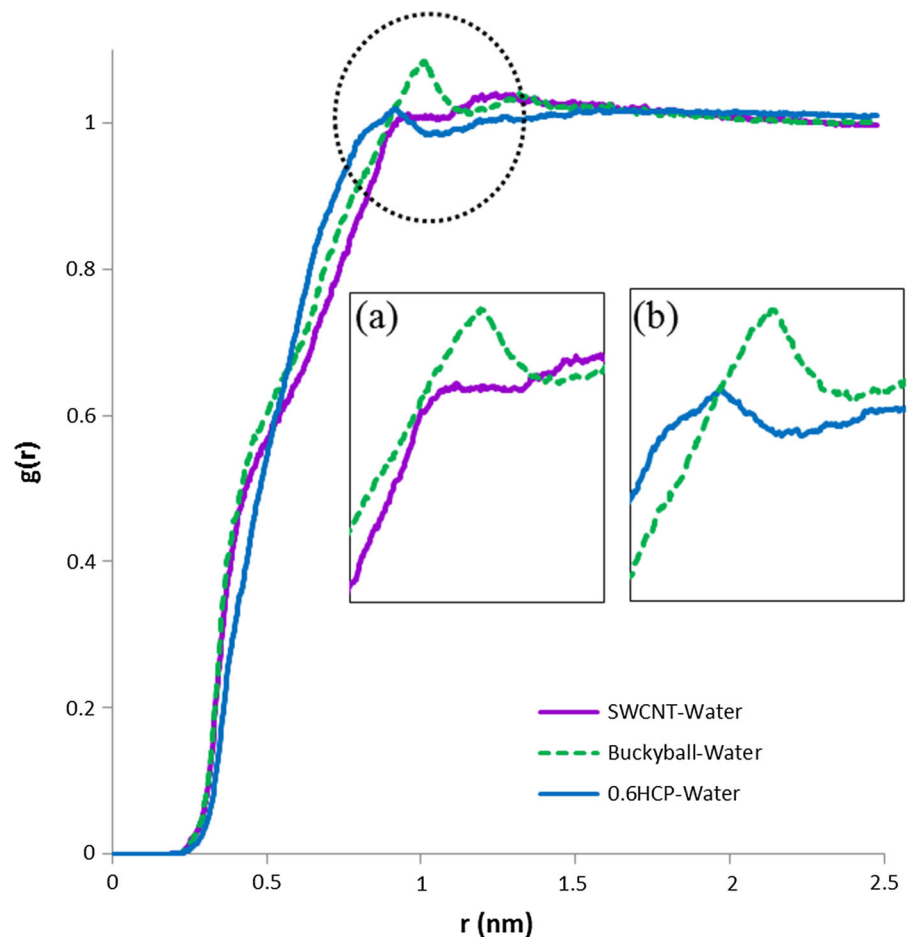 1
0.8
0.6
0.4
0.2
0
g(r)
(a)
(b)
SWCNT-Water
Buckyball-Water
0.6HCP-Water
0 0.5 1 1.5 2 2.5
r (nm)